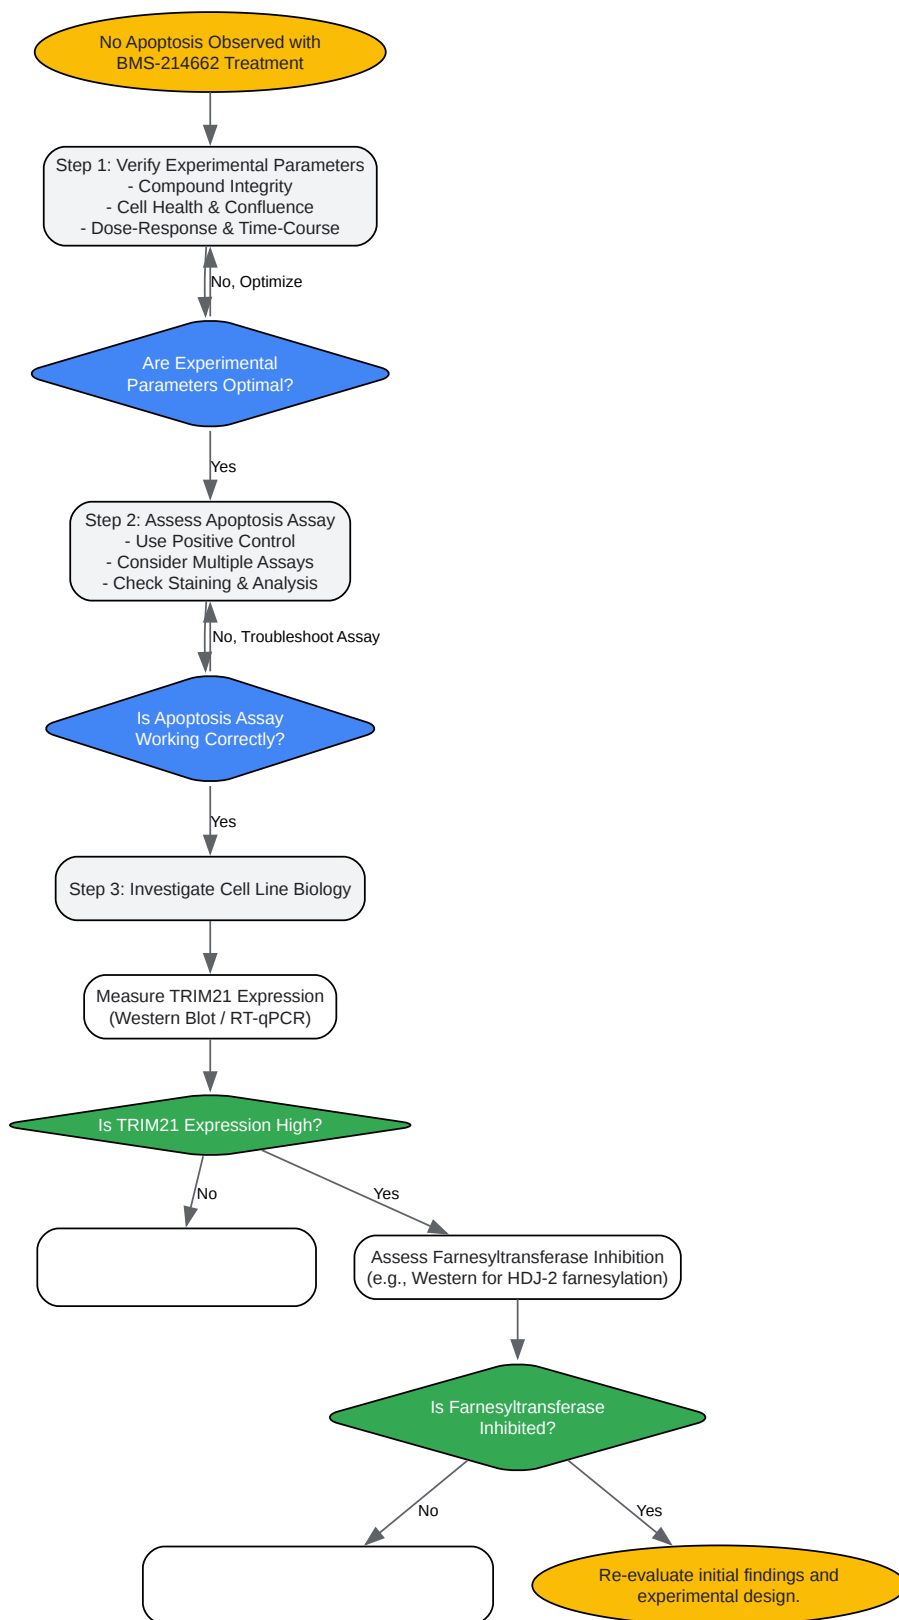 No Apoptosis Observed with
BMS-214662 Treatment
Step 1: Verify Experimental Parameters
- Compound Integrity
- Cell Health & Confluence
- Dose-Response & Time-Course
No, Optimize
Are Experimental
Parameters Optimal?
Yes
Step 2: Assess Apoptosis Assay
- Use Positive Control
- Consider Multiple Assays
- Check Staining & Analysis
No, Troubleshoot Assay
Is Apoptosis Assay
Working Correctly?
Yes
Step 3: Investigate Cell Line Biology
Measure TRIM21 Expression
(Western Blot / RT-qPCR)
Is TRIM21 Expression High?
No
Yes
Assess Farnesyltransferase Inhibition
(e.g., Western for HDJ-2 farnesylation)
Is Farnesyltransferase
Inhibited?
No
Yes
Re-evaluate initial findings and
experimental design.